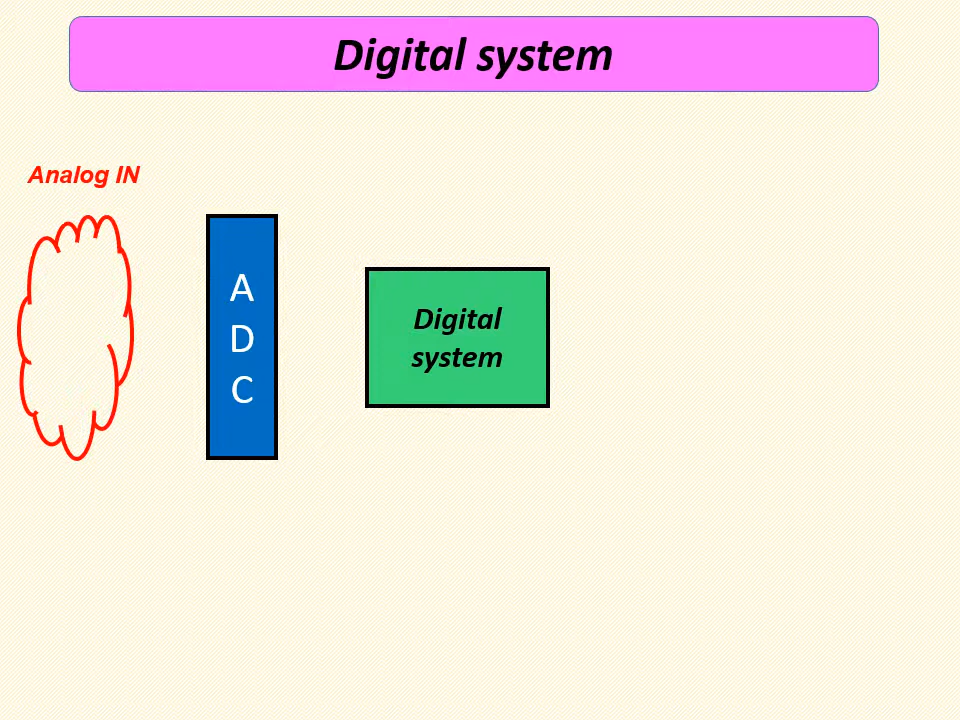 Digital system
Analog IN
A
D
C
Digital
system